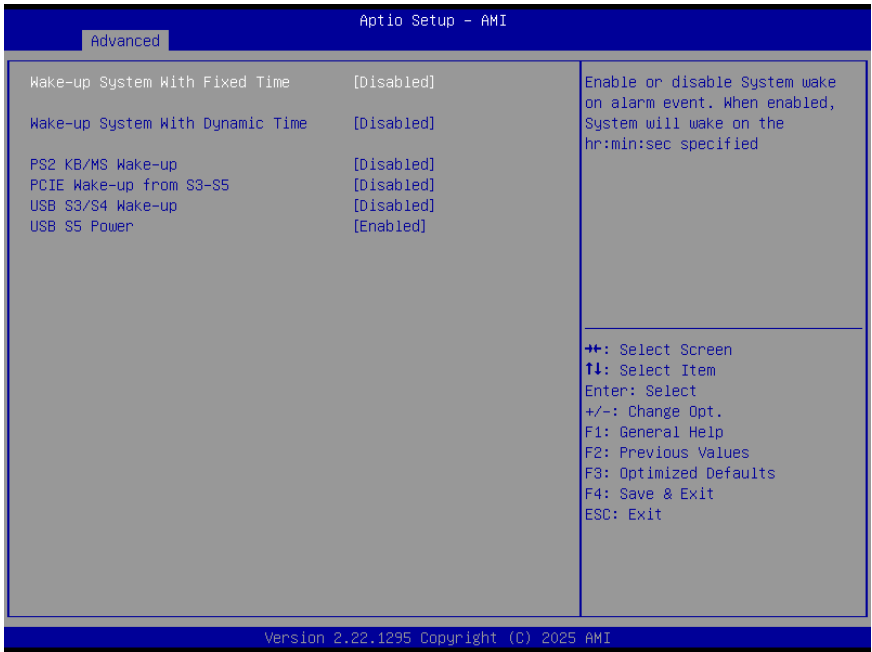 Aptio Setup – AMI
Advanced
Wake-up System With Fixed Time [Disabled]
Wake-up System With Dynamic Time [Disabled]
PS2 KB/MS Wake-up [Disabled]
PCIE Wake-up from S3-S5 [Disabled]
USB S3/S4 Wake-up [Disabled]
USB S5 Power [Enabled]
Enable or disable System wake
on alarm event. When enabled,
System will wake on the
hr:min:sec specified
→←: Select Screen
↑↓: Select Item
Enter: Select
+/-: Change Opt.
F1: General Help
F2: Previous Values
F3: Optimized Defaults
F4: Save & Exit
ESC: Exit
Version 2.22.1295 Copyright (C) 2025 AMI